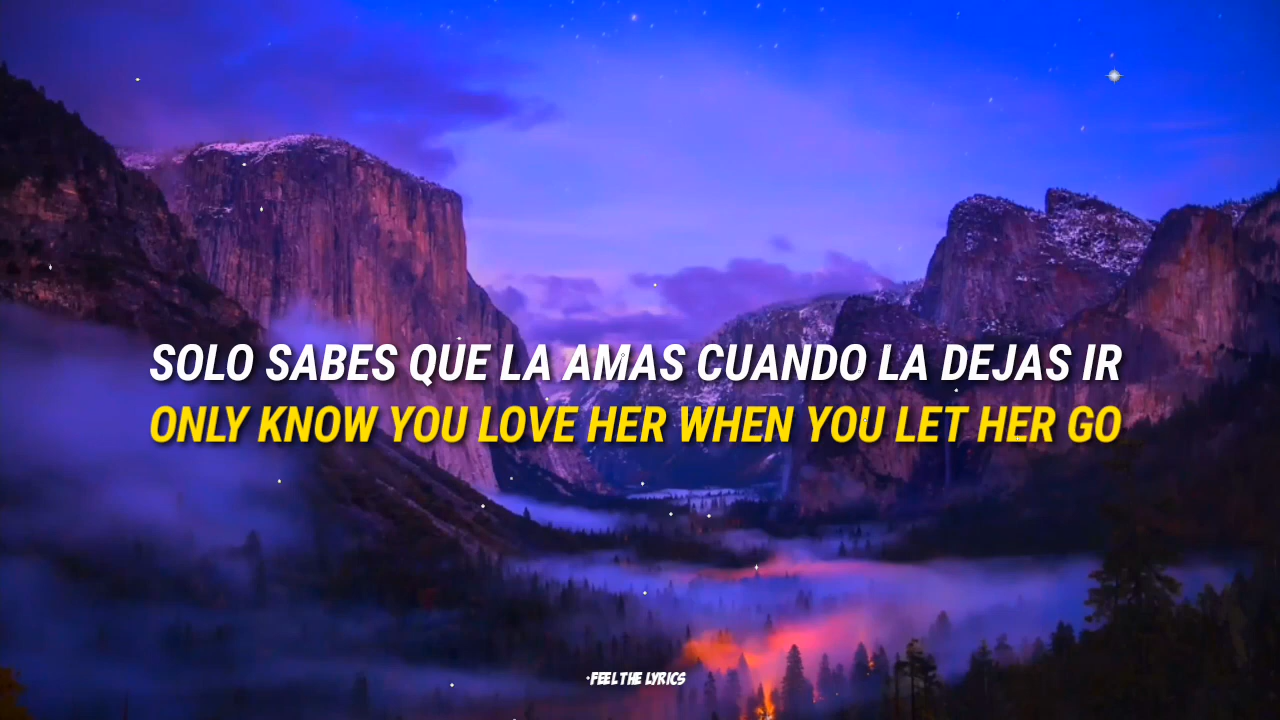 SOLO SABES QUE LA AMAS CUANDO LA DEJAS IR
ONLY KNOW YOU LOVE HER WHEN YOU LET HER GO
FEEL THE LYRICS